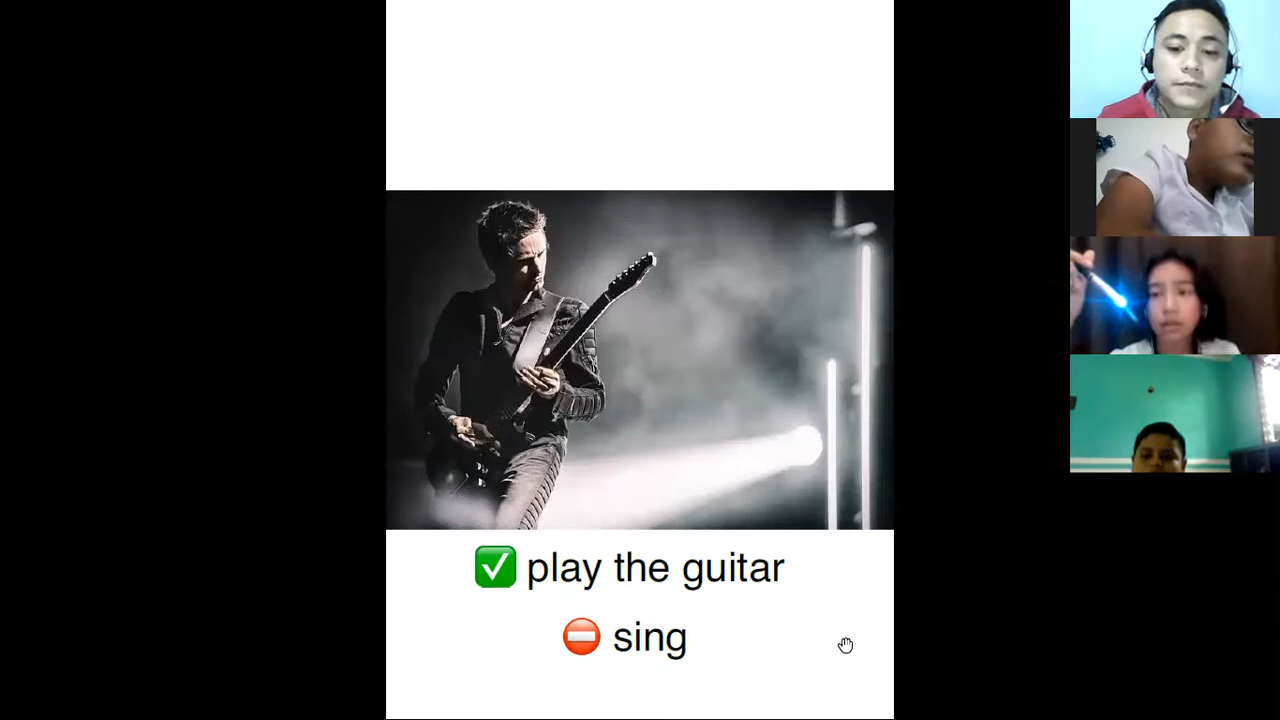 ✅ play the guitar
⛔ sing